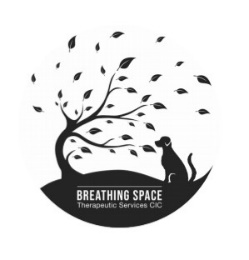 BREATHING SPACE
Therapeutic Services CIC